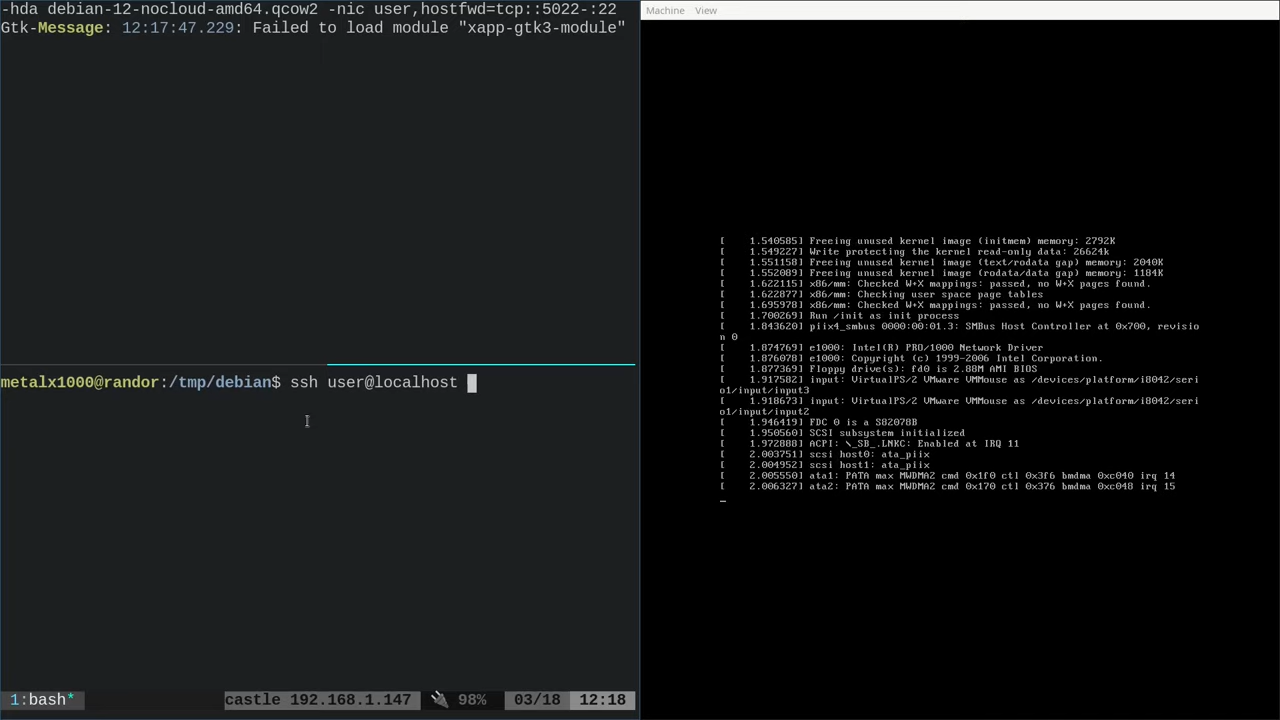 -hda debian-12-nocloud-amd64.qcow2 -nic user,hostfwd=tcp::5022-:22
Gtk-Message: 12:17:47.229: Failed to load module "xapp-gtk3-module"
metalx1000@randor:/tmp/debian$ ssh user@localhost
1:bash*
castle 192.168.1.147
98%
03/18
12:18
Machine View
[    1.540585] Freeing unused kernel image (initmem) memory: 2792K
[    1.549227] Write protecting the kernel read-only data: 26624k
[    1.551158] Freeing unused kernel image (text/rodata gap) memory: 2040K
[    1.552089] Freeing unused kernel image (rodata/data gap) memory: 1184K
[    1.622115] x86/mm: Checked W+X mappings: passed, no W+X pages found.
[    1.622877] x86/mm: Checking user space page tables
[    1.695978] x86/mm: Checked W+X mappings: passed, no W+X pages found.
[    1.700269] Run /init as init process
[    1.843620] piix4_smbus 0000:00:01.3: SMBus Host Controller at 0x700, revisio
n 0
[    1.874769] e1000: Intel(R) PRO/1000 Network Driver
[    1.876078] e1000: Copyright (c) 1999-2006 Intel Corporation.
[    1.877369] Floppy drive(s): fd0 is 2.88M AMI BIOS
[    1.917582] input: VirtualPS/2 VMware VMMouse as /devices/platform/i8042/seri
o1/input/input3
[    1.918673] input: VirtualPS/2 VMware VMMouse as /devices/platform/i8042/seri
o1/input/input2
[    1.946419] FDC 0 is a S82078B
[    1.950560] SCSI subsystem initialized
[    1.972888] ACPI: \_SB_.LNKC: Enabled at IRQ 11
[    2.003751] scsi host0: ata_piix
[    2.004952] scsi host1: ata_piix
[    2.005550] ata1: PATA max MWDMA2 cmd 0x1f0 ctl 0x3f6 bmdma 0xc040 irq 14
[    2.006327] ata2: PATA max MWDMA2 cmd 0x170 ctl 0x376 bmdma 0xc048 irq 15